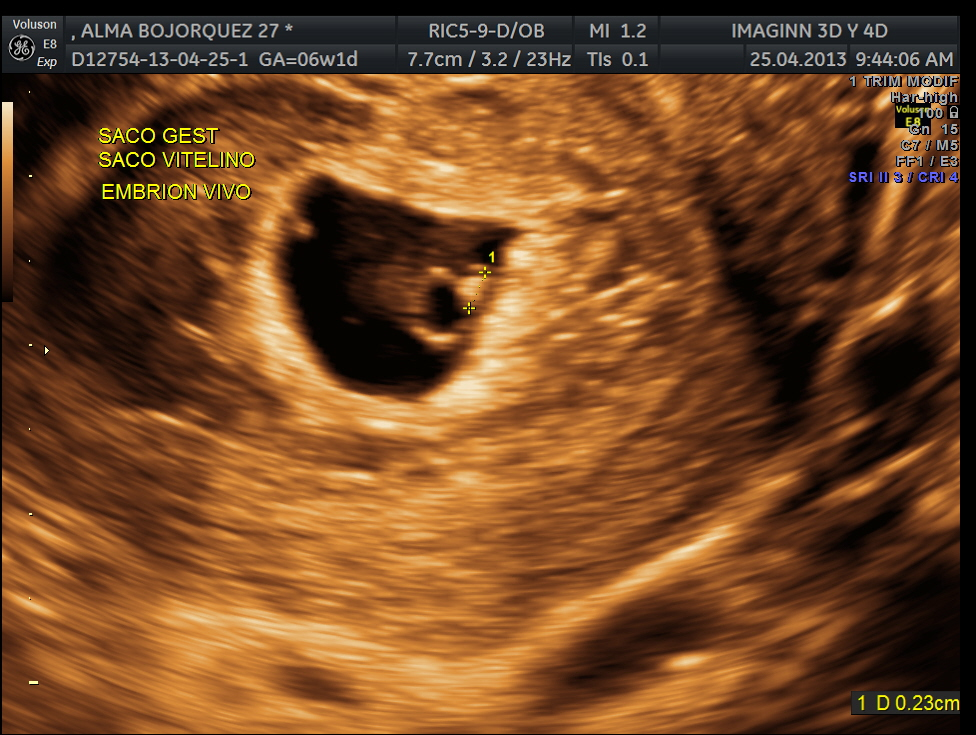 Voluson
E8
Exp
, ALMA BOJORQUEZ 27 *
RIC5-9-D/OB
MI 1.2
IMAGINN 3D Y 4D
D12754-13-04-25-1 GA=06w1d
7.7cm / 3.2 / 23Hz
TIs 0.1
25.04.2013 9:44:06 AM
1 TRIM MODIF
Har-high
Voluson
E8
100
Gn 15
C7 / M5
FF1 / E3
SRI II 3 / CRI 4
SACO GEST
SACO VITELINO
EMBRION VIVO
1
1 D 0.23cm